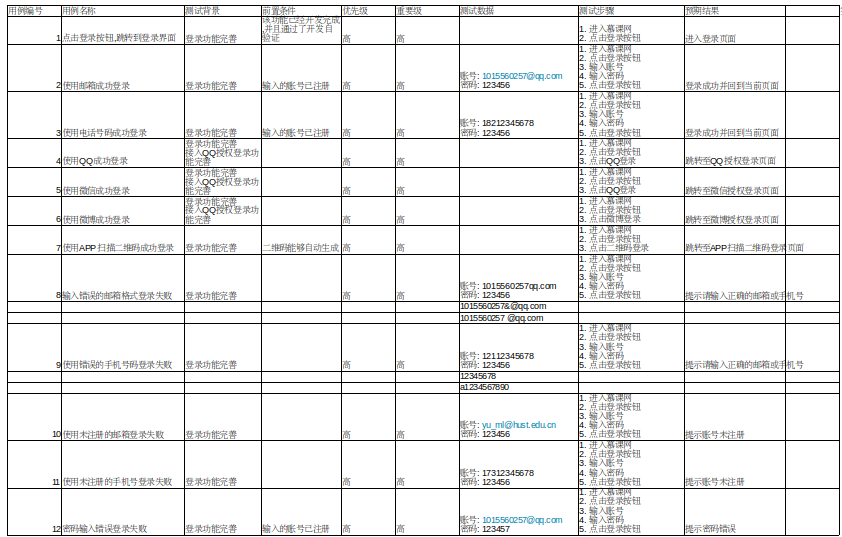 用例编号 用例名称 测试背景 前置条件 优先级 重要级 测试数据 测试步骤 预期结果
1 点击登录按钮,跳转到登录界面 登录功能完善 该功能已经开发完成,并且通过了开发自验证 高 高 1. 进入慕课网
2. 点击登录按钮 进入登录页面
2 使用邮箱成功登录 登录功能完善 输入的账号已注册 高 高 账号: 1015560257@qq.com
密码: 123456
1. 进入慕课网
2. 点击登录按钮
3. 输入账号
4. 输入密码
5. 点击登录按钮 登录成功并回到当前页面
3 使用电话号码成功登录 登录功能完善 输入的账号已注册 高 高 账号: 18212345678
密码: 123456
1. 进入慕课网
2. 点击登录按钮
3. 输入账号
4. 输入密码
5. 点击登录按钮 登录成功并回到当前页面
4 使用QQ成功登录 登录功能完善
接入QQ授权登录功能完善 高 高
1. 进入慕课网
2. 点击登录按钮
3. 点击QQ登录 跳转至QQ授权登录页面
5 使用微信成功登录 登录功能完善
接入QQ授权登录功能完善 高 高
1. 进入慕课网
2. 点击登录按钮
3. 点击QQ登录 跳转至微信授权登录页面
6 使用微博成功登录 登录功能完善
接入QQ授权登录功能完善 高 高
1. 进入慕课网
2. 点击登录按钮
3. 点击微博登录 跳转至微博授权登录页面
7 使用APP扫描二维码成功登录 登录功能完善 二维码能够自动生成 高 高
1. 进入慕课网
2. 点击登录按钮
3. 点击二维码登录 跳转至APP扫描二维码登录页面
8 输入错误的邮箱格式登录失败 登录功能完善 高 高 账号: 1015560257qq.com
密码: 123456
1. 进入慕课网
2. 点击登录按钮
3. 输入账号
4. 输入密码
5. 点击登录按钮 提示请输入正确的邮箱或手机号
1015560257&@qq.com
1015560257 @qq.com
9 使用错误的手机号码登录失败 登录功能完善 高 高 账号: 12112345678
密码: 123456
1. 进入慕课网
2. 点击登录按钮
3. 输入账号
4. 输入密码
5. 点击登录按钮 提示请输入正确的邮箱或手机号
12345678
a1234567890
10 使用未注册的邮箱登录失败 登录功能完善 高 高 账号: yu_ml@hust.edu.cn
密码: 123456
1. 进入慕课网
2. 点击登录按钮
3. 输入账号
4. 输入密码
5. 点击登录按钮 提示账号未注册
11 使用未注册的手机号登录失败 登录功能完善 高 高 账号: 17312345678
密码: 123456
1. 进入慕课网
2. 点击登录按钮
3. 输入账号
4. 输入密码
5. 点击登录按钮 提示账号未注册
12 密码输入错误登录失败 登录功能完善 输入的账号已注册 高 高 账号: 1015560257@qq.com
密码: 123457
1. 进入慕课网
2. 点击登录按钮
3. 输入账号
4. 输入密码
5. 点击登录按钮 提示密码错误